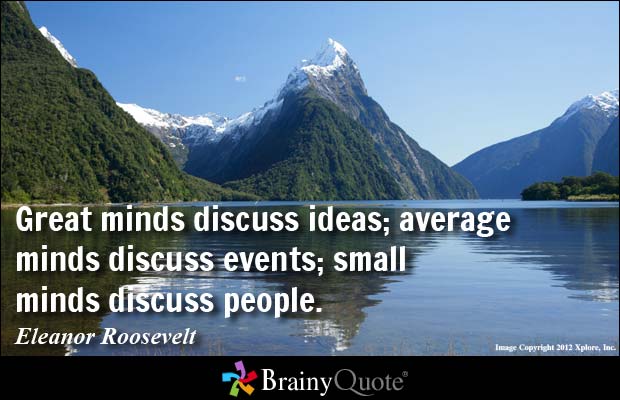 Great minds discuss ideas; average
minds discuss events; small
minds discuss people.
Eleanor Roosevelt
Image Copyright 2012 Xplore, Inc.
BrainyQuote®